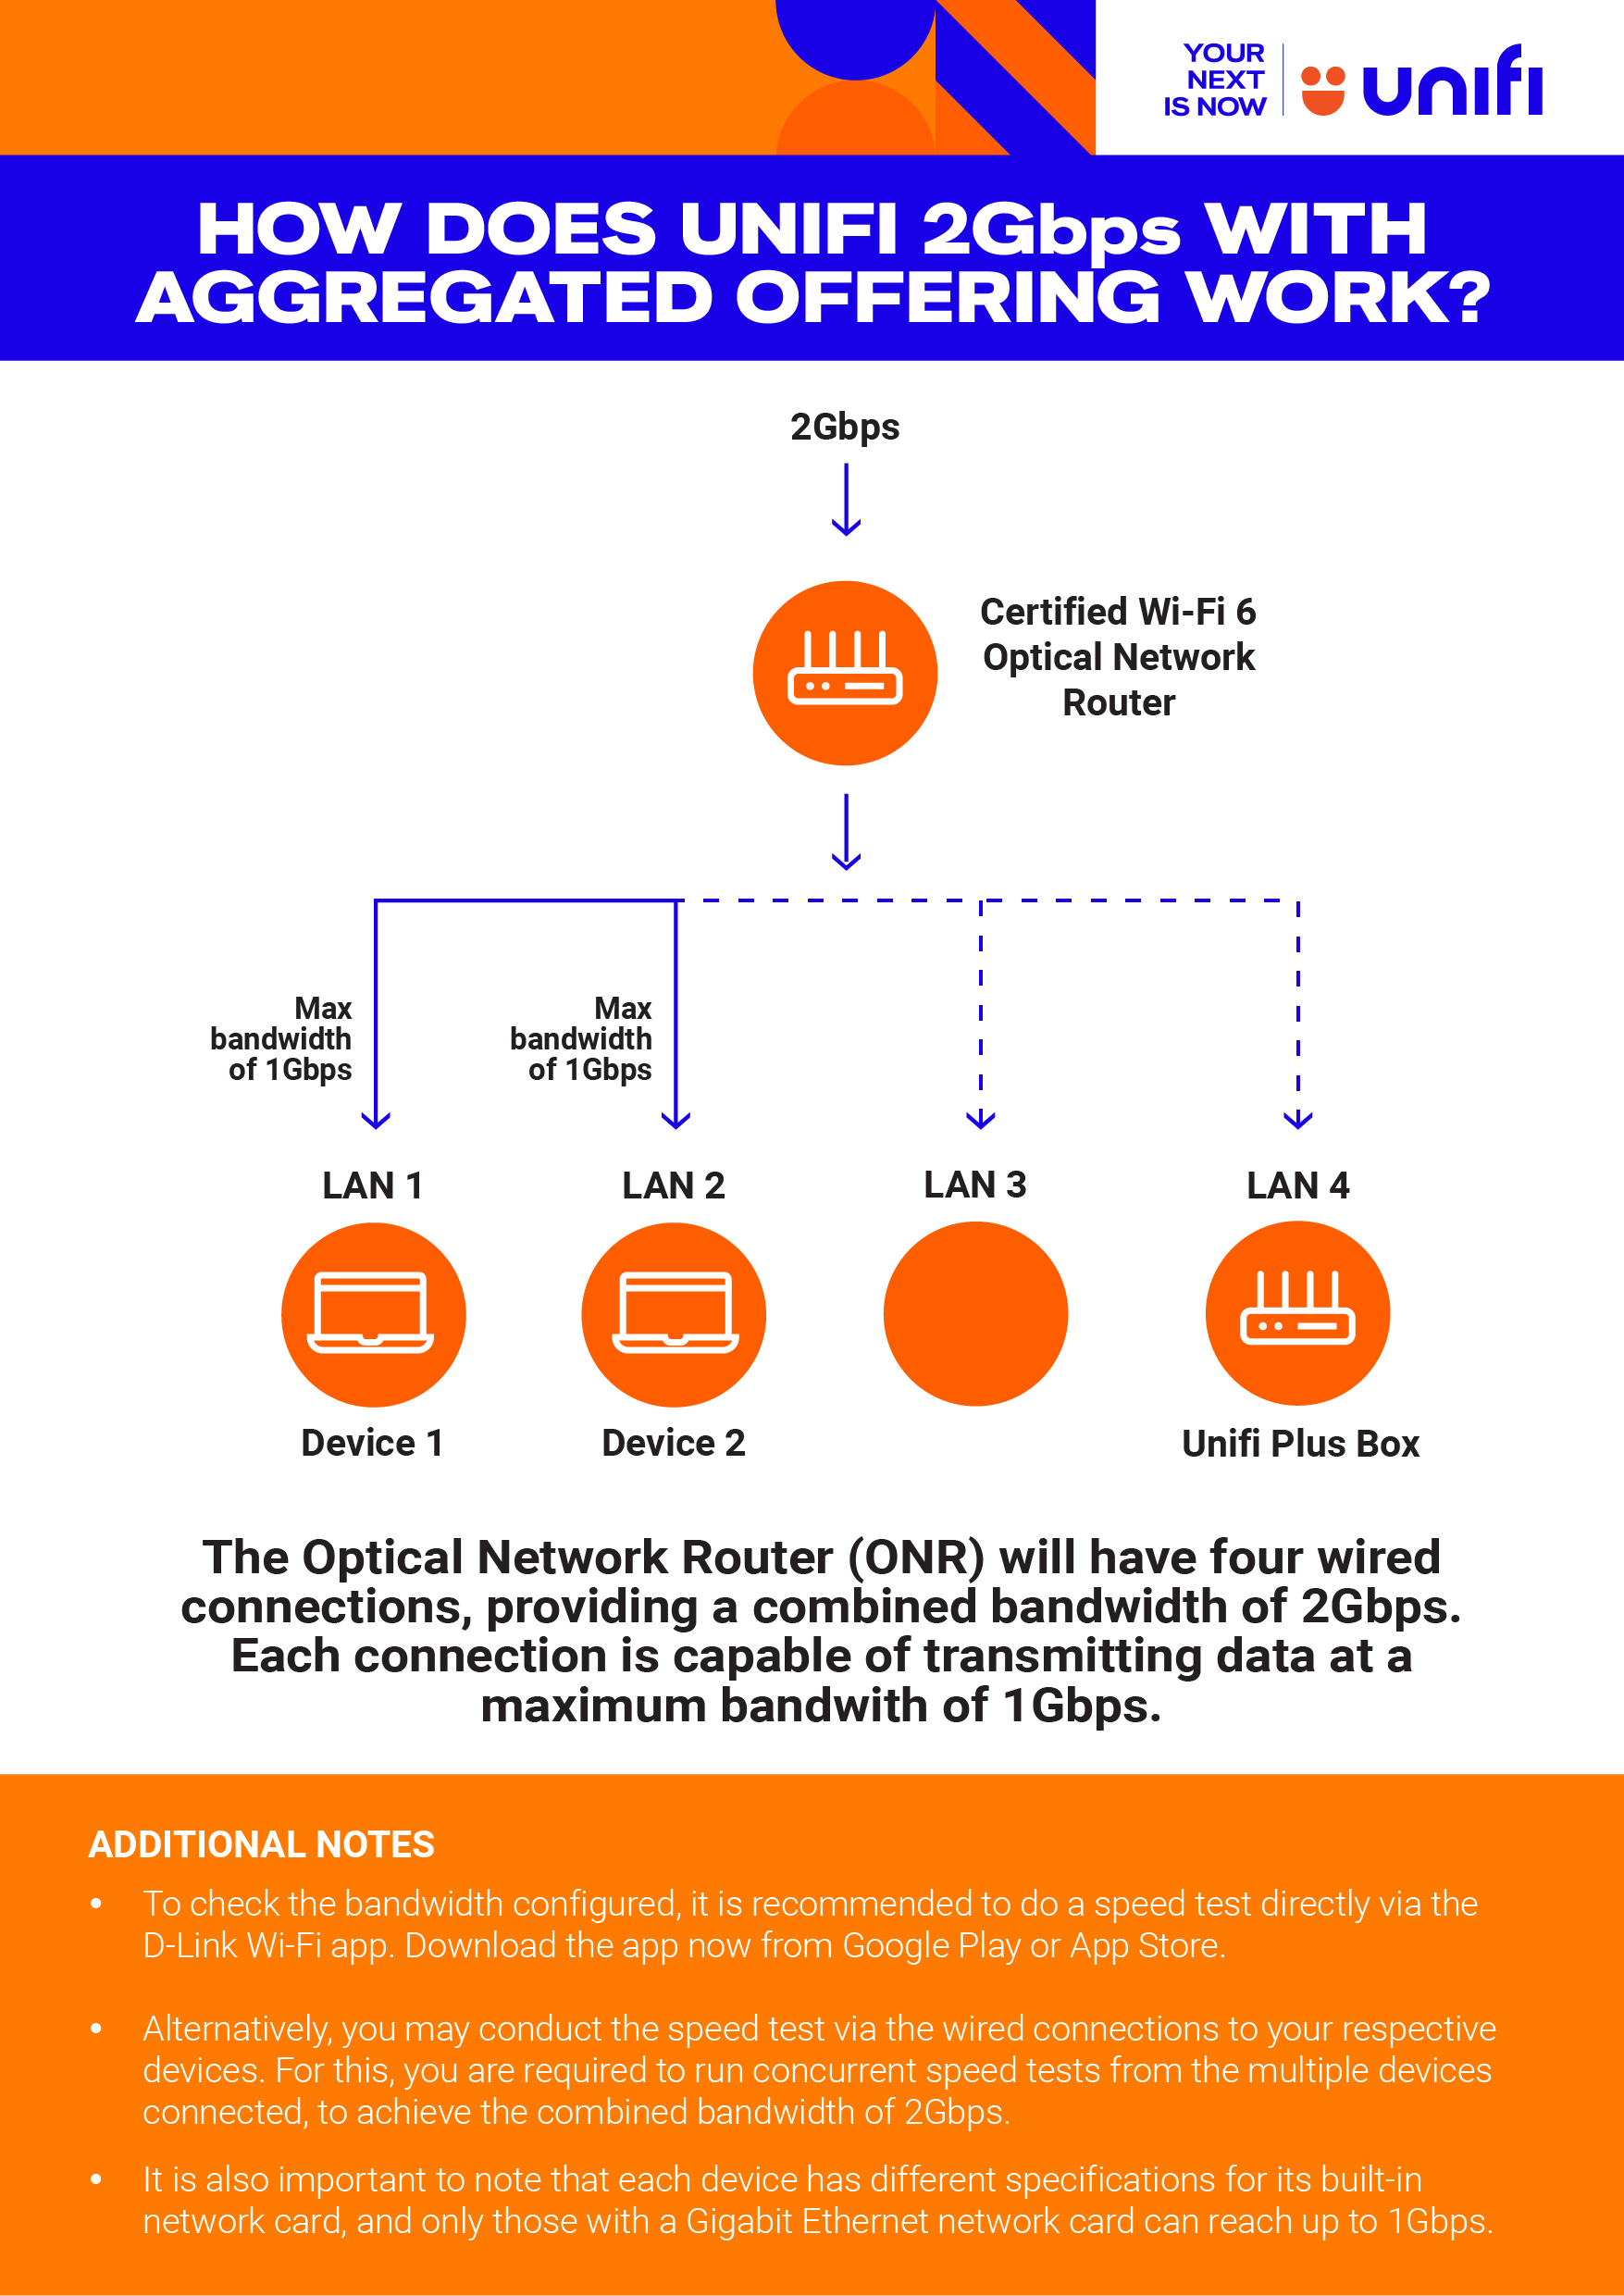 YOUR
NEXT
IS NOW
unifi
HOW DOES UNIFI 2Gbps WITH
AGGREGATED OFFERING WORK?
2Gbps
Certified Wi-Fi 6
Optical Network
Router
Max
bandwidth
of 1Gbps
Max
bandwidth
of 1Gbps
LAN 1
LAN 2
LAN 3
LAN 4
Device 1
Device 2
Unifi Plus Box
The Optical Network Router (ONR) will have four wired
connections, providing a combined bandwidth of 2Gbps.
Each connection is capable of transmitting data at a
maximum bandwith of 1Gbps.
ADDITIONAL NOTES
• To check the bandwidth configured, it is recommended to do a speed test directly via the
D-Link Wi-Fi app. Download the app now from Google Play or App Store.
• Alternatively, you may conduct the speed test via the wired connections to your respective
devices. For this, you are required to run concurrent speed tests from the multiple devices
connected, to achieve the combined bandwidth of 2Gbps.
• It is also important to note that each device has different specifications for its built-in
network card, and only those with a Gigabit Ethernet network card can reach up to 1Gbps.